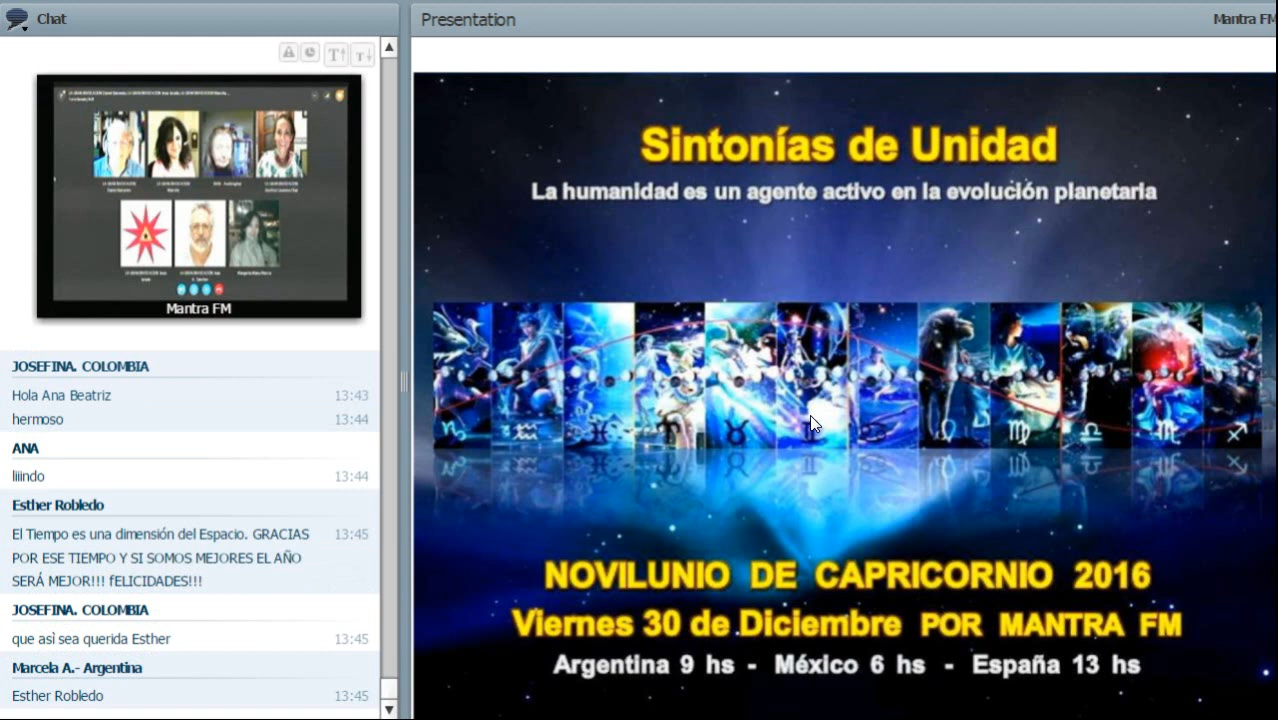 Chat
Mantra FM
JOSEFINA. COLOMBIA
Hola Ana Beatriz 13:43
hermoso 13:44
ANA
liiindo 13:44
Esther Robledo
El Tiempo es una dimensión del Espacio. GRACIAS 13:45
POR ESE TIEMPO Y SI SOMOS MEJORES EL AÑO
SERÁ MEJOR!!! fELICIDADES!!!
JOSEFINA. COLOMBIA
que asì sea querida Esther 13:45
Marcela A.- Argentina
Esther Robledo 13:45
Presentation
Mantra FM
Sintonías de Unidad
La humanidad es un agente activo en la evolución planetaria
NOVILUNIO DE CAPRICORNIO 2016
Viernes 30 de Diciembre POR MANTRA FM
Argentina 9 hs - México 6 hs - España 13 hs